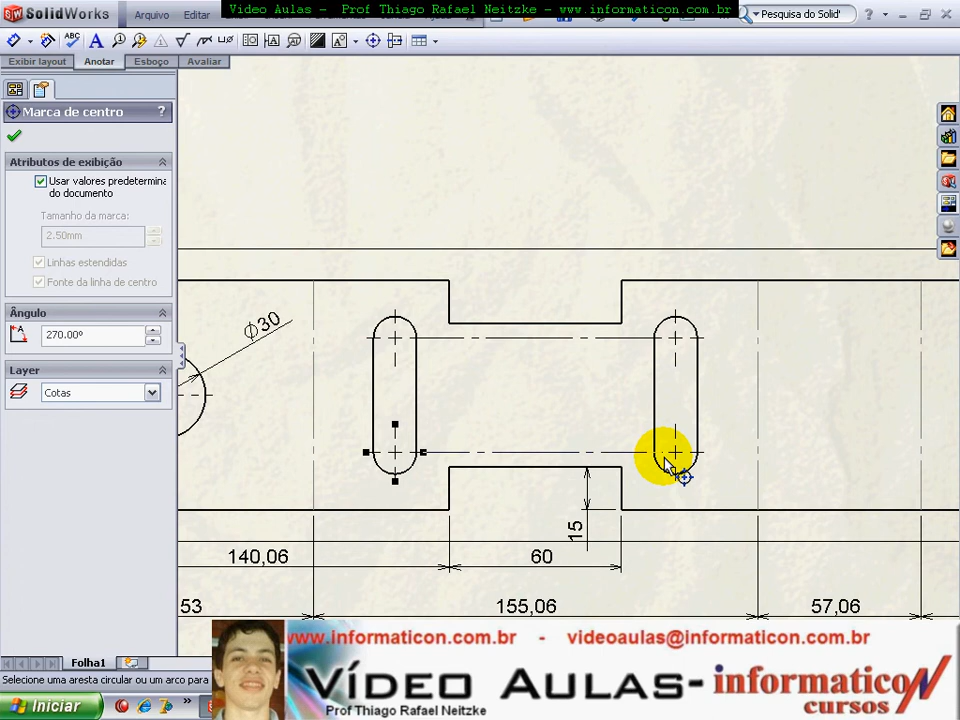 Video Aulas - Prof Thiago Rafael Neitzke - www.informaticon.com.br
SolidWorks
Arquivo
Editar
Pesquisa do Solid'
Exibir layout
Anotar
Esboço
Avaliar
Marca de centro
?
Atributos de exibição
Usar valores predetermina
do documento
Tamanho da marca:
2.50mm
Linhas estendidas
Fonte da linha de centro
Ângulo
270.00º
Layer
Cotas
Ø30
15
140,06
60
53
155,06
57,06
Folha1
Selecione uma aresta circular ou um arco para
Iniciar
www.informaticon.com.br - videoaulas@informaticon.com.br
Vídeo Aulas-informaticon
cursos
Prof Thiago Rafael Neitzke